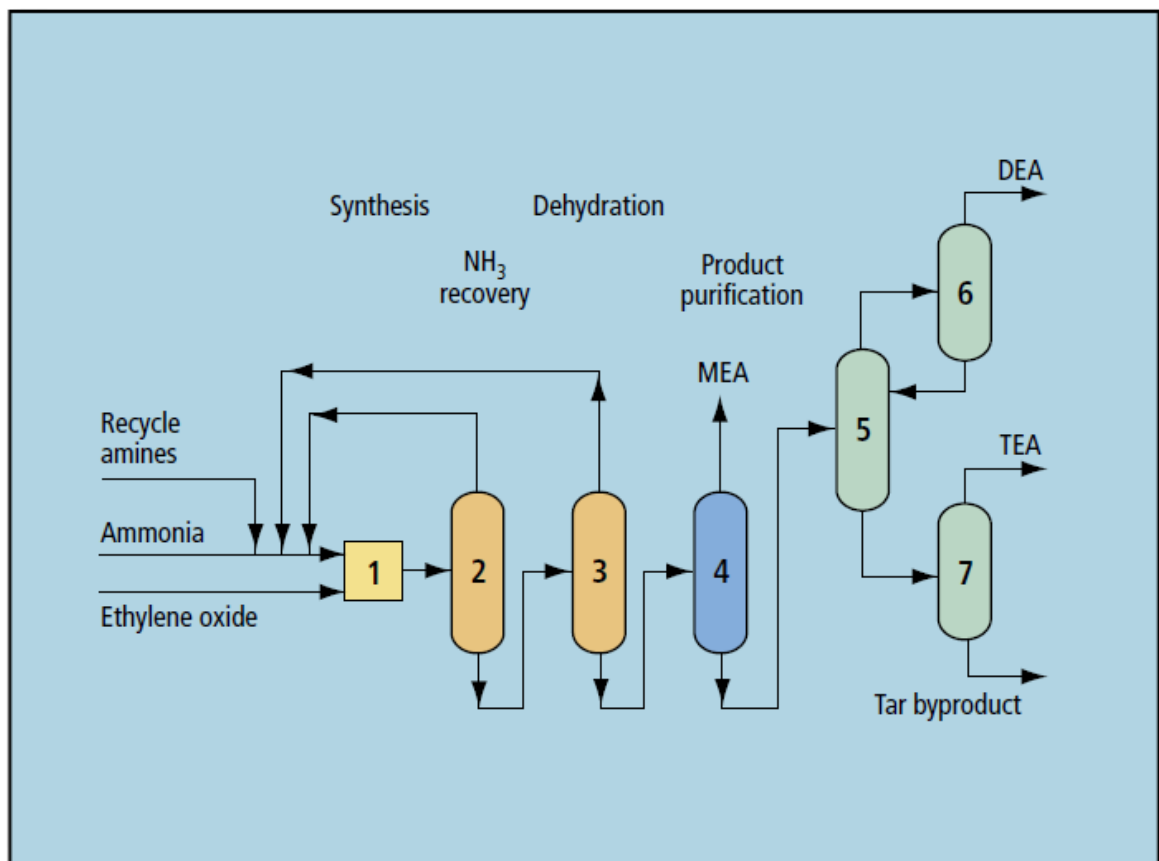 DEA
Synthesis
Dehydration
NH₃
recovery
Product
purification
6
MEA
Recycle
amines
5
TEA
Ammonia
1
2
3
4
7
Ethylene oxide
Tar byproduct